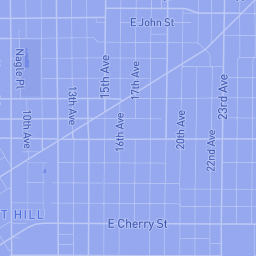 E John St
Nagle Pl
15th Ave
17th Ave
23rd Ave
10th Ave
13th Ave
16th Ave
20th Ave
22nd Ave
T HILL
E Cherry St